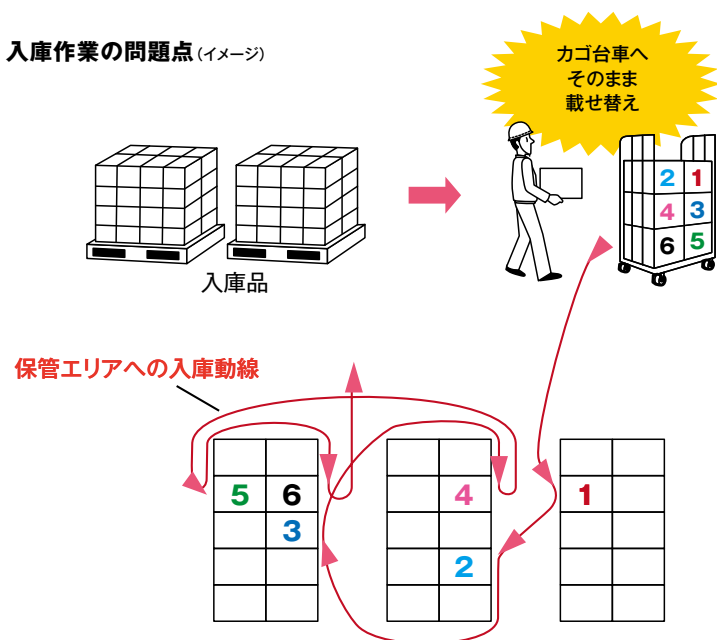 入庫作業の問題点(イメージ)
カゴ台車へ
そのまま
載せ替え
2 1
4 3
6 5
入庫品
保管エリアへの入庫動線
5 6 4 1
3
2